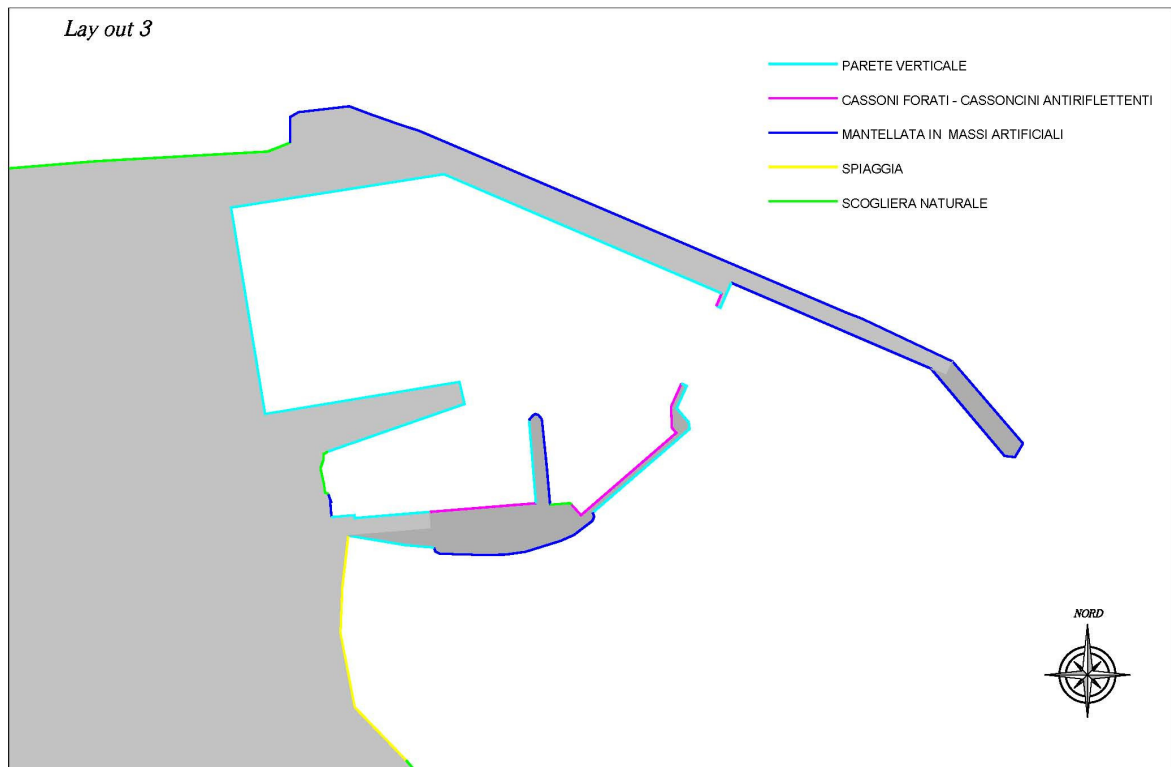 Lay out 3
PARETE VERTICALE
CASSONI FORATI - CASSONCINI ANTIRIFLETTENTI
MANTELLATA IN MASSI ARTIFICIALI
SPIAGGIA
SCOGLIERA NATURALE
NORD